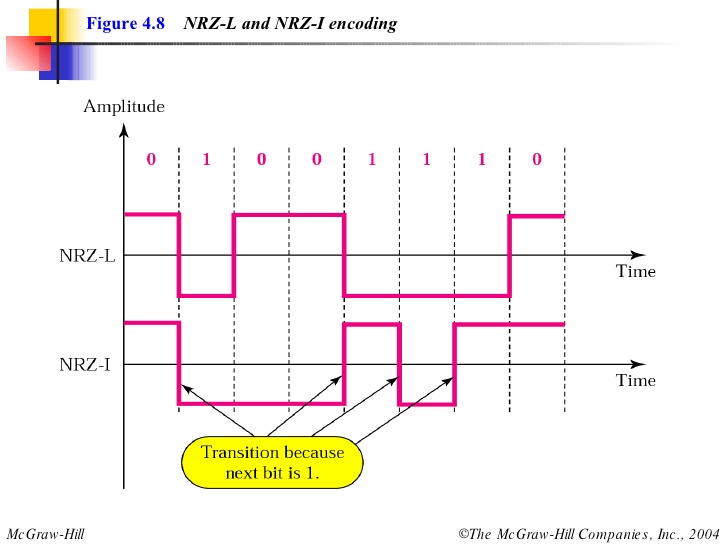 Figure 4.8 NRZ-L and NRZ-I encoding
Amplitude
0 1 0 0 1 1 1 0
NRZ-L
Time
NRZ-I
Time
Transition because
next bit is 1.
McGraw-Hill ©The McGraw-Hill Companies, Inc., 2004